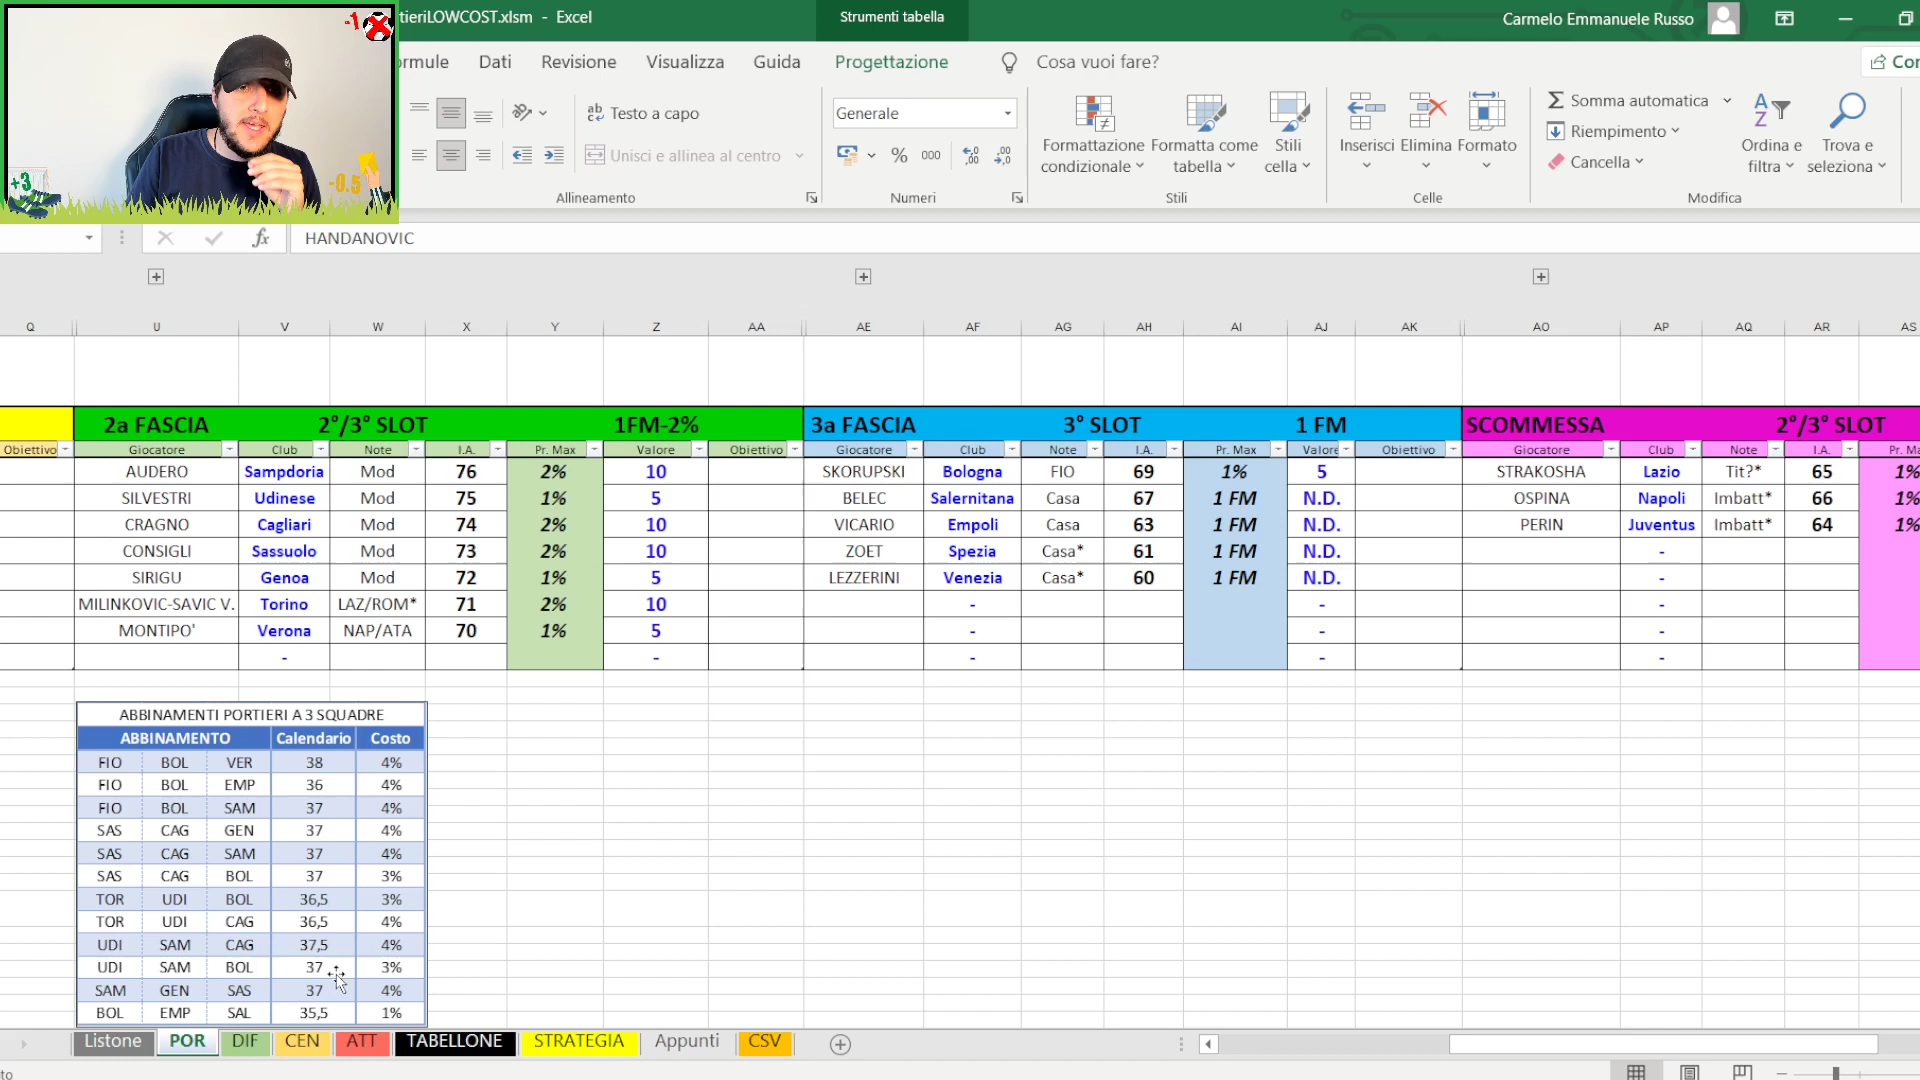 -1
tieriLOWCOST.xlsm - Excel
Strumenti tabella
Carmelo Emmanuele Russo
ormule Dati Revisione Visualizza Guida Progettazione Cosa vuoi fare? Con
+3
-0.5
ab Testo a capo
Unisci e allinea al centro
Allineamento
Generale
% 000
Numeri
Formattazione condizionale
Formatta come tabella
Stili cella
Stili
Inserisci Elimina Formato
Celle
Somma automatica
Riempimento
Cancella
Ordina e filtra
Trova e seleziona
Modifica
fx HANDANOVIC
Q U V W X Y Z AA AE AF AG AH AI AJ AK AO AP AQ AR AS
2a FASCIA 2°/3° SLOT 1FM-2% 3a FASCIA 3° SLOT 1 FM SCOMMESSA 2°/3° SLOT
Obiettivo Giocatore Club Note I.A. Pr. Max Valore Obiettivo Giocatore Club Note I.A. Pr. Max Valore Obiettivo Giocatore Club Note I.A. Pr. Ma
AUDERO Sampdoria Mod 76 2% 10 SKORUPSKI Bologna FIO 69 1% 5 STRAKOSHA Lazio Tit?* 65 1%
SILVESTRI Udinese Mod 75 1% 5 BELEC Salernitana Casa 67 1 FM N.D. OSPINA Napoli Imbatt* 66 1%
CRAGNO Cagliari Mod 74 2% 10 VICARIO Empoli Casa 63 1 FM N.D. PERIN Juventus Imbatt* 64 1%
CONSIGLI Sassuolo Mod 73 2% 10 ZOET Spezia Casa* 61 1 FM N.D. -
SIRIGU Genoa Mod 72 1% 5 LEZZERINI Venezia Casa* 60 1 FM N.D. -
MILINKOVIC-SAVIC V. Torino LAZ/ROM* 71 2% 10 - - -
MONTIPO' Verona NAP/ATA 70 1% 5 - - -
- - - - -
ABBINAMENTI PORTIERI A 3 SQUADRE
ABBINAMENTO Calendario Costo
FIO BOL VER 38 4%
FIO BOL EMP 36 4%
FIO BOL SAM 37 4%
SAS CAG GEN 37 4%
SAS CAG SAM 37 4%
SAS CAG BOL 37 3%
TOR UDI BOL 36,5 3%
TOR UDI CAG 36,5 4%
UDI SAM CAG 37,5 4%
UDI SAM BOL 37 3%
SAM GEN SAS 37 4%
BOL EMP SAL 35,5 1%
Listone POR DIF CEN ATT TABELLONE STRATEGIA Appunti CSV
to